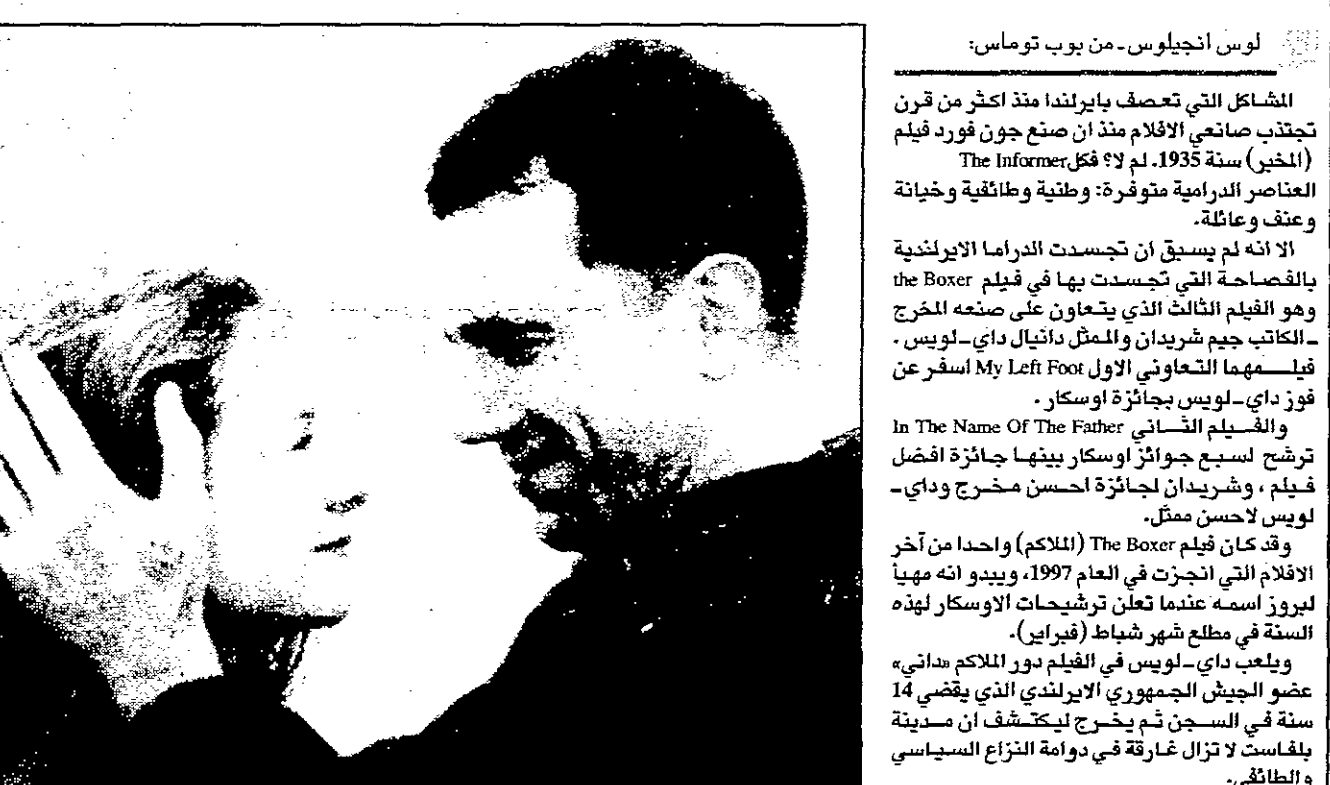 لوس انجيلوس ـ من بوب توماس:
المشاكل التي تعصف بايرلندا منذ اكثر من قرن
تجتذب صانعي الافلام منذ ان صنع جون فورد فيلم
(المخبر) سنة 1935. لم لا؟ فكل The Informer
العناصر الدرامية متوفرة: وطنية وطائفية وخيانة
وعنف وعائلة.
الا انه لم يسبق ان تجسدت الدراما الايرلندية
بالفصاحة التي تجسدت بها في فيلم the Boxer
وهو الفيلم الثالث الذي يتعاون على صنعه المخرج
ـ الكاتب جيم شريدان والممثل دانيال داي ـ لويس .
فيلـــمهما التعاوني الاول My Left Foot اسفر عن
فوز داي ـ لويس بجائزة اوسكار .
والفـــيلم الثـــاني In The Name Of The Father
ترشح لسبع جوائز اوسكار بينها جائزة افضل
فيلم ، وشريدان لجائزة احسن مخرج وداي ـ
لويس لاحسن ممثل.
وقد كان فيلم The Boxer (الملاكم) واحدا من آخر
الافلام التي انجزت في العام 1997، ويبدو انه مهيأ
لبروز اسمه عندما تعلن ترشيحات الاوسكار لهذه
السنة في مطلع شهر شباط (فبراير).
ويلعب داي ـ لويس في الفيلم دور الملاكم «داني»
عضو الجيش الجمهوري الايرلندي الذي يقضي 14
سنة في السجن ثم يخرج ليكتشف ان مدينة
بلفاست لا تزال غارقة في دوامة النزاع السياسي
والطائفي.